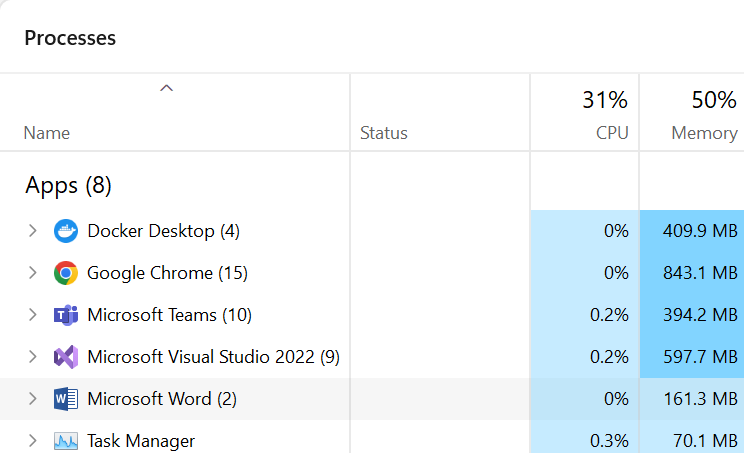 Processes
31% 50%
Name Status CPU Memory
Apps (8)
Docker Desktop (4) 0% 409.9 MB
Google Chrome (15) 0% 843.1 MB
Microsoft Teams (10) 0.2% 394.2 MB
Microsoft Visual Studio 2022 (9) 0.2% 597.7 MB
Microsoft Word (2) 0% 161.3 MB
Task Manager 0.3% 70.1 MB